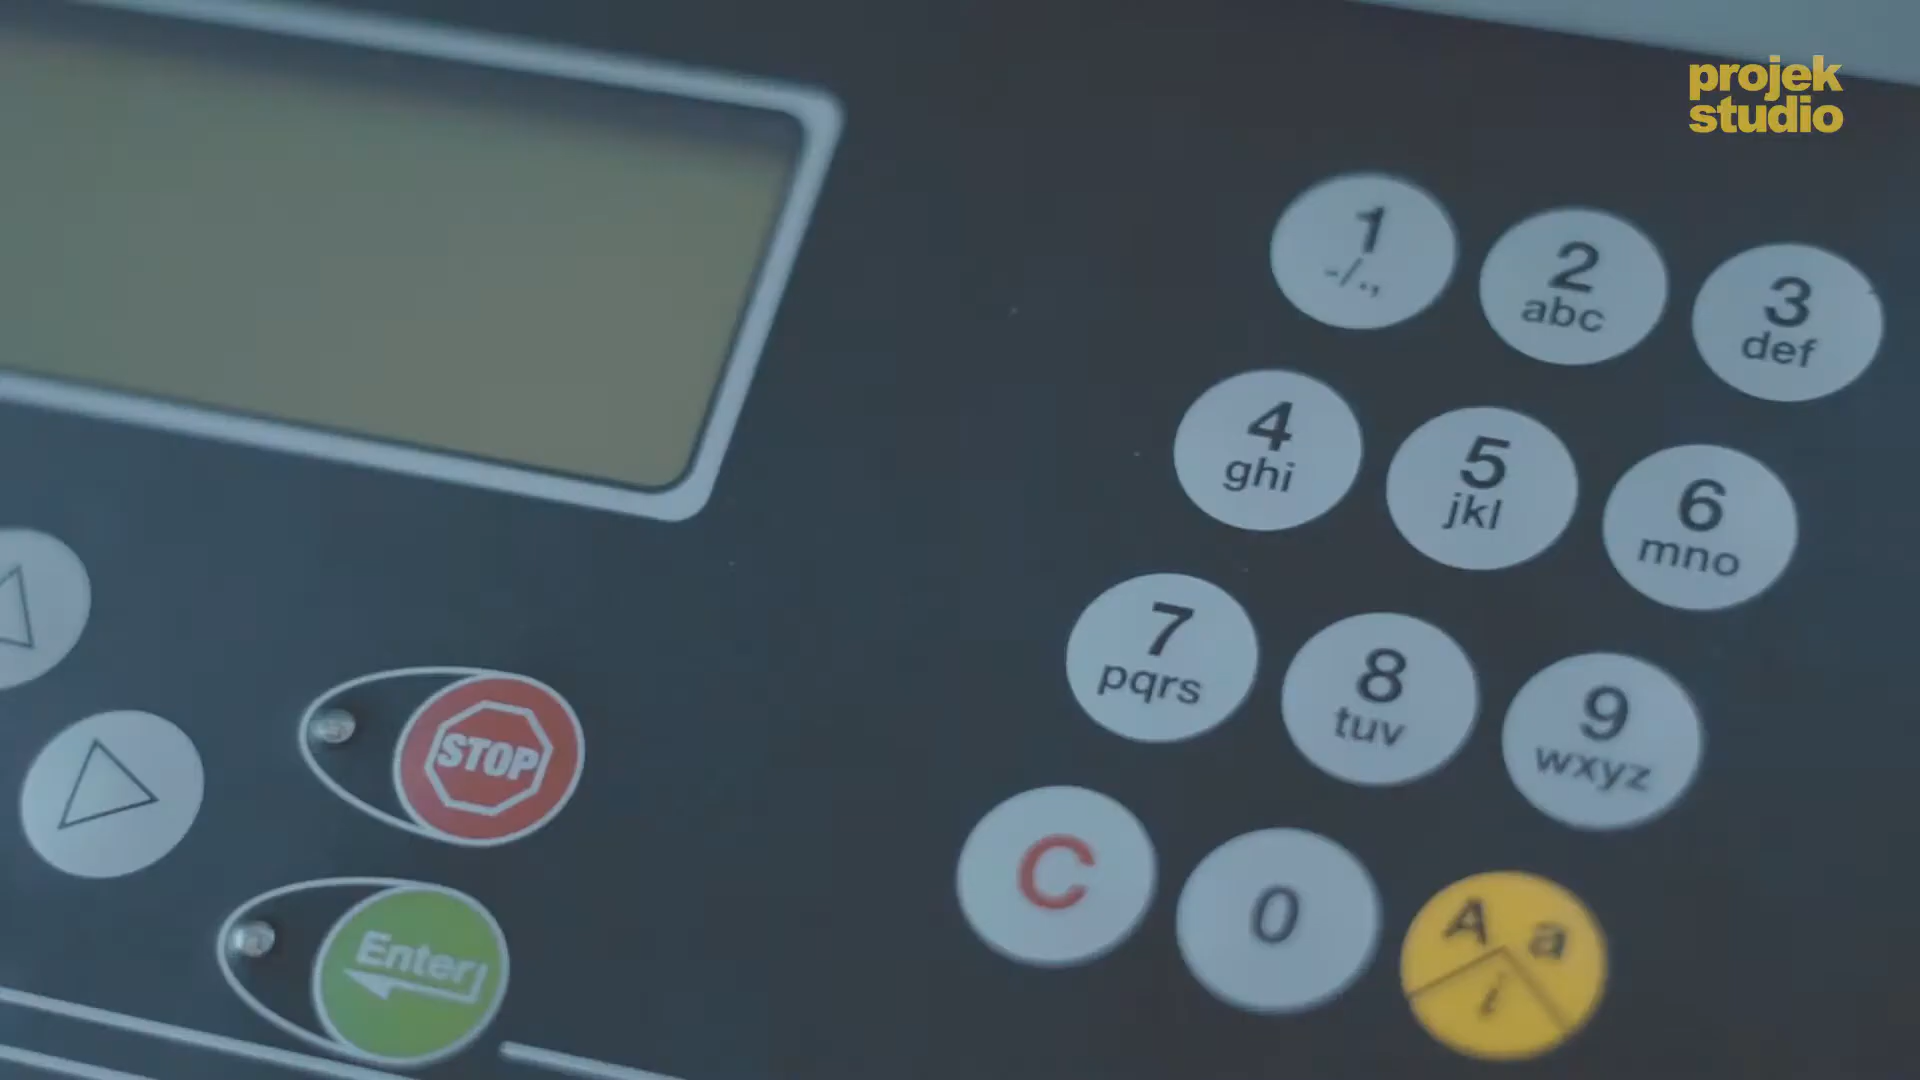 projek
studio
1
-/.,
2
abc
3
def
4
ghi
5
jkl
6
mno
7
pqrs
8
tuv
9
wxyz
STOP
C
0
A a
i
Enter